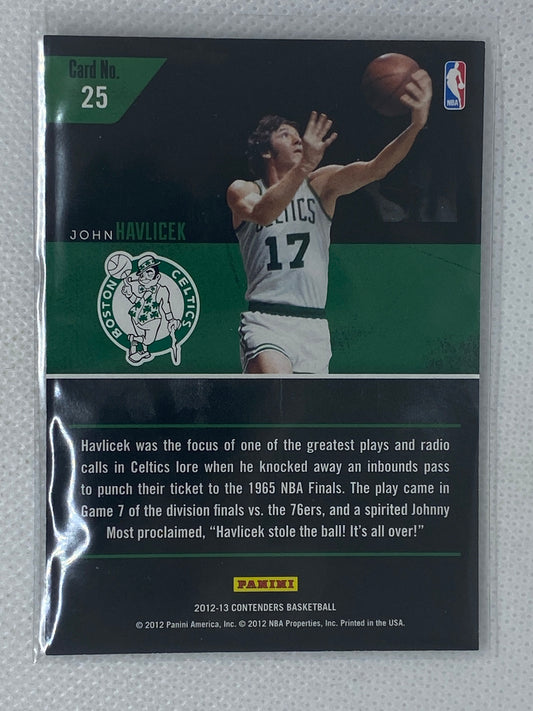 Card No.
25
NBA
CELTICS
17
JOHN HAVLICEK
BOSTON CELTICS
Havlicek was the focus of one of the greatest plays and radio
calls in Celtics lore when he knocked away an inbounds pass
to punch their ticket to the 1965 NBA Finals. The play came in
Game 7 of the division finals vs. the 76ers, and a spirited Johnny
Most proclaimed, “Havlicek stole the ball! It's all over!”
PANINI
2012-13 CONTENDERS BASKETBALL
© 2012 Panini America, Inc. © 2012 NBA Properties, Inc. Printed in the USA.